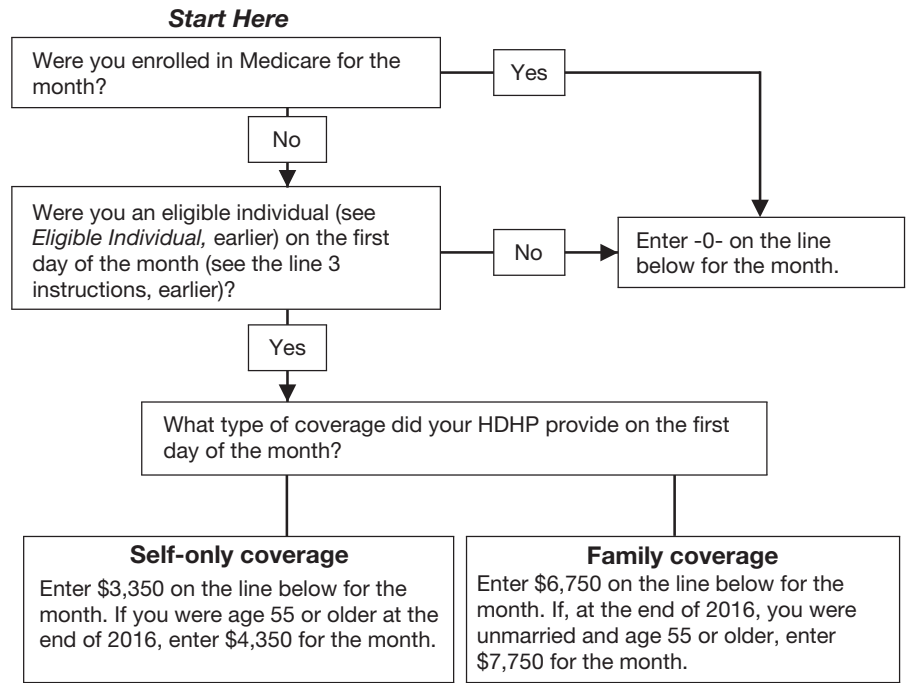 Start Here
Were you enrolled in Medicare for the
month?
Yes
No
Were you an eligible individual (see
Eligible Individual, earlier) on the first
day of the month (see the line 3
instructions, earlier)?
No
Enter -0- on the line
below for the month.
Yes
What type of coverage did your HDHP provide on the first
day of the month?
Self-only coverage
Enter $3,350 on the line below for the
month. If you were age 55 or older at the
end of 2016, enter $4,350 for the month.
Family coverage
Enter $6,750 on the line below for the
month. If, at the end of 2016, you were
unmarried and age 55 or older, enter
$7,750 for the month.